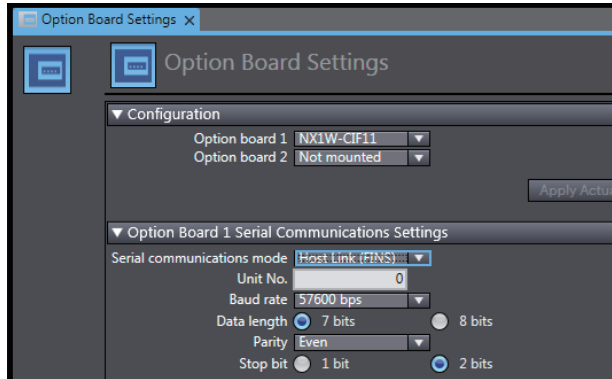 Option Board Settings ×
Option Board Settings
▼ Configuration
Option board 1 NX1W-CIF11 ▼
Option board 2 Not mounted ▼
Apply Actu
▼ Option Board 1 Serial Communications Settings
Serial communications mode Host Link (FINS) ▼
Unit No. 0
Baud rate 57600 bps ▼
Data length 7 bits 8 bits
Parity Even ▼
Stop bit 1 bit 2 bits